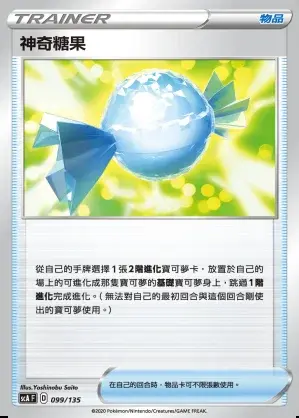 TRAINER 物品
神奇糖果
從自己的手牌選擇1張2階進化寶可夢卡，放置於自己的
場上的可進化成那隻寶可夢的基礎寶可夢身上，跳過1階
進化完成進化。（無法對自己的最初回合與這個回合剛使
出的寶可夢使用。）
Illus.Yoshinobu Saito
scA F D 099/135
在自己的回合時，物品卡可不限張數使用。
©2020 Pokémon/Nintendo/Creatures/GAME FREAK.